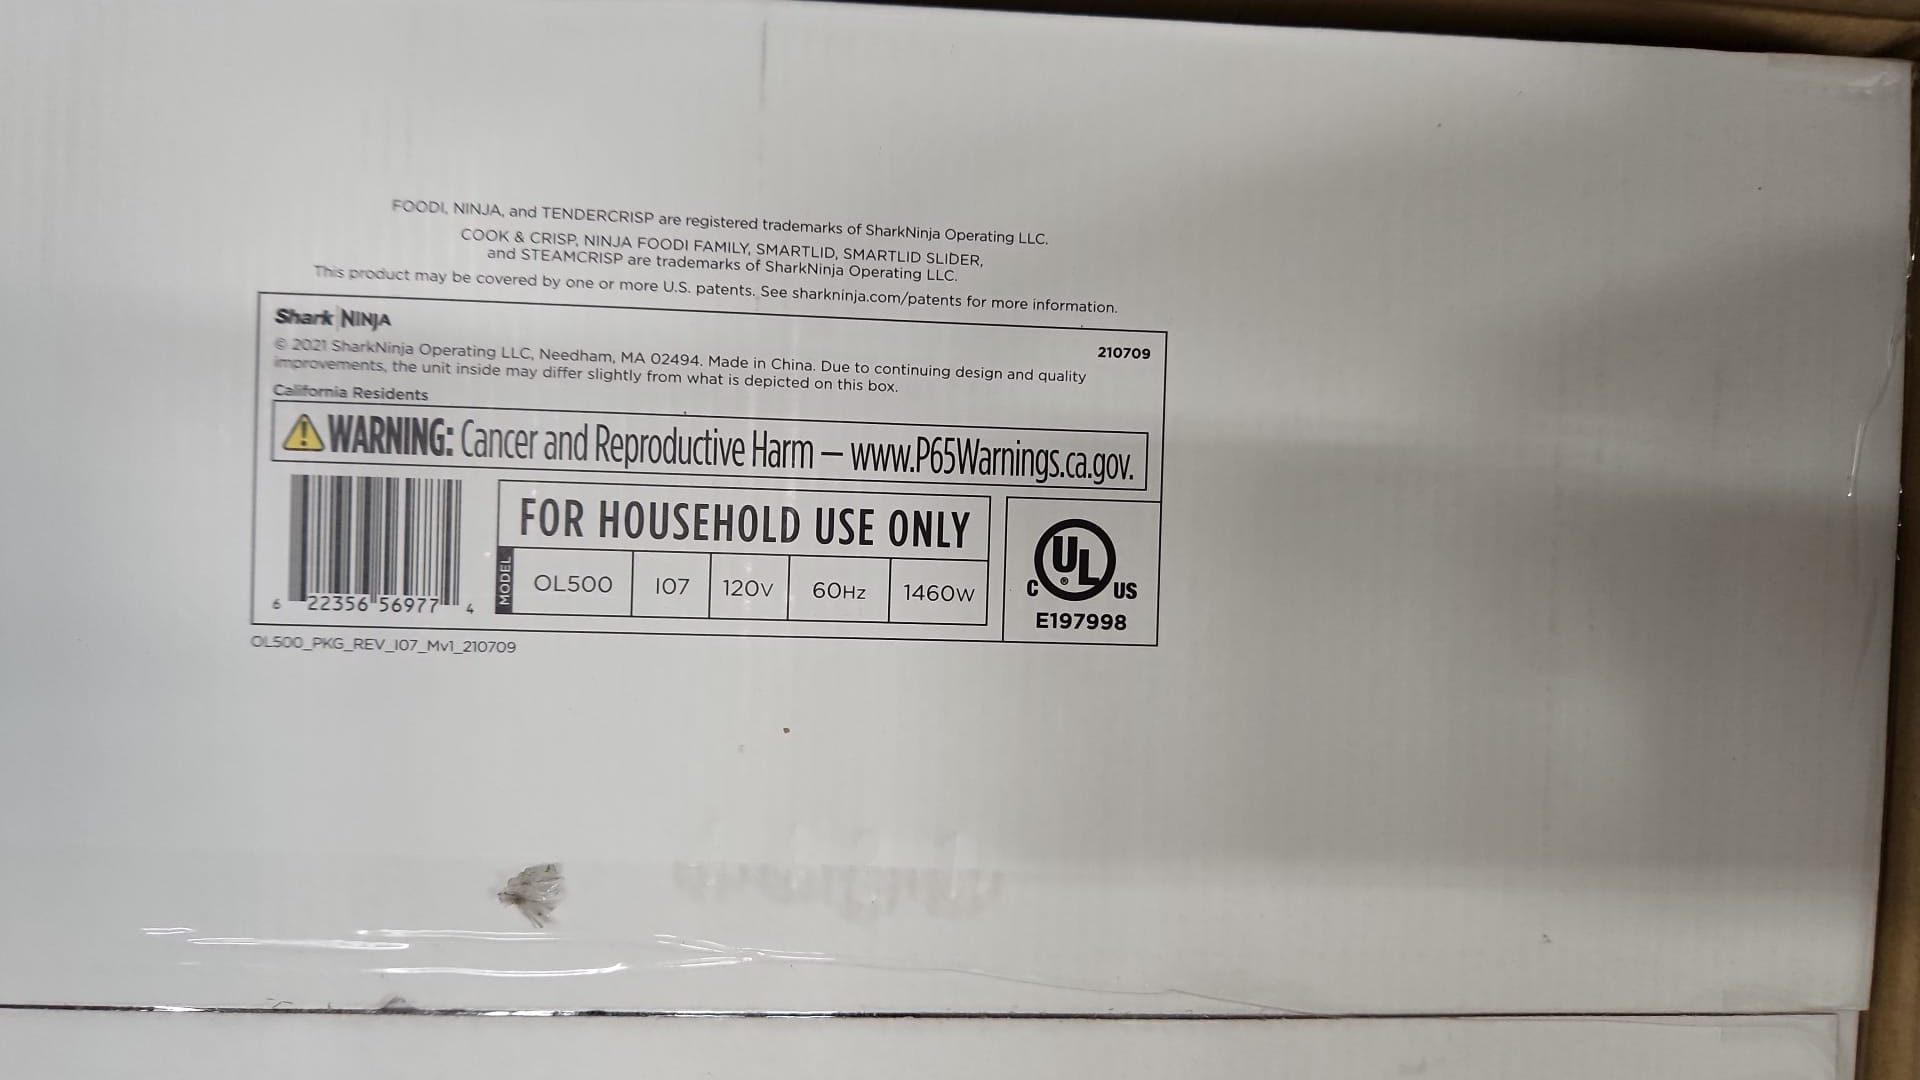 FOODI, NINJA, and TENDERCRISP are registered trademarks of SharkNinja Operating LLC.
COOK & CRISP, NINJA FOODI FAMILY, SMARTLID, SMARTLID SLIDER,
and STEAMCRISP are trademarks of SharkNinja Operating LLC.
This product may be covered by one or more U.S. patents. See sharkninja.com/patents for more information.
Shark NINJA
210709
© 2021 SharkNinja Operating LLC, Needham, MA 02494. Made in China. Due to continuing design and quality
improvements, the unit inside may differ slightly from what is depicted on this box.
California Residents
WARNING: Cancer and Reproductive Harm — www.P65Warnings.ca.gov.
6 22356 56977 4
FOR HOUSEHOLD USE ONLY
MODEL OL500 I07 120V 60Hz 1460W
C UL ® US
E197998
OL500_PKG_REV_I07_Mv1_210709